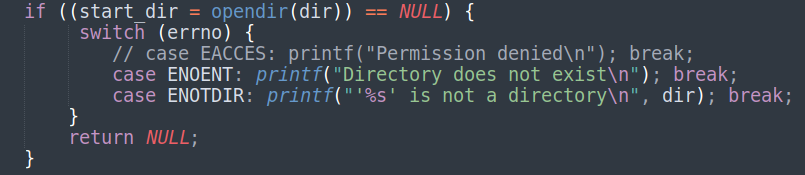 if ((start_dir = opendir(dir)) == NULL) {
switch (errno) {
// case EACCES: printf("Permission denied\n"); break;
case ENOENT: printf("Directory does not exist\n"); break;
case ENOTDIR: printf("'%s' is not a directory\n", dir); break;
}
return NULL;
}